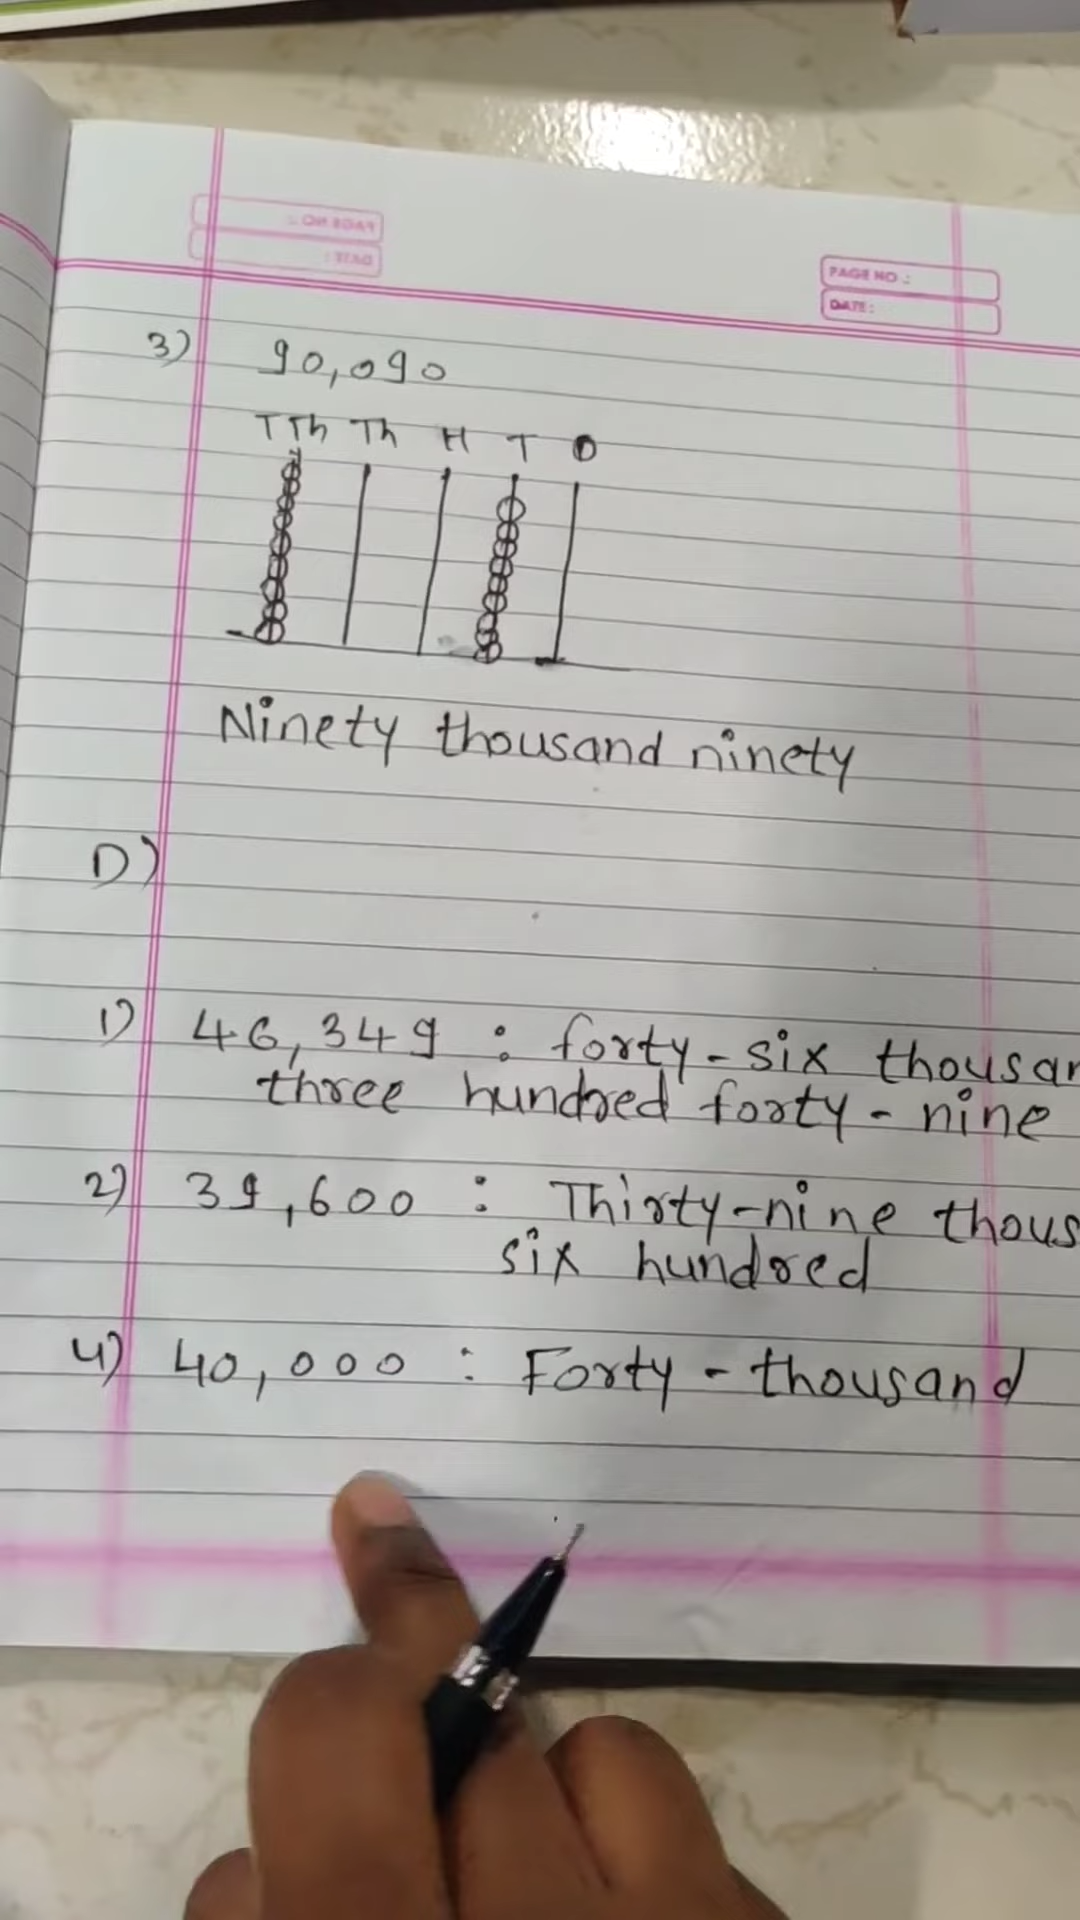 PAGE NO.:
DATE:
3) 90,090
T Th Th H T O
Ninety thousand ninety
D)
1) 46,349 : forty-six thousan
three hundred forty-nine
2) 39,600 : Thirty-nine thous
six hundred
4) 40,000 : Forty-thousand